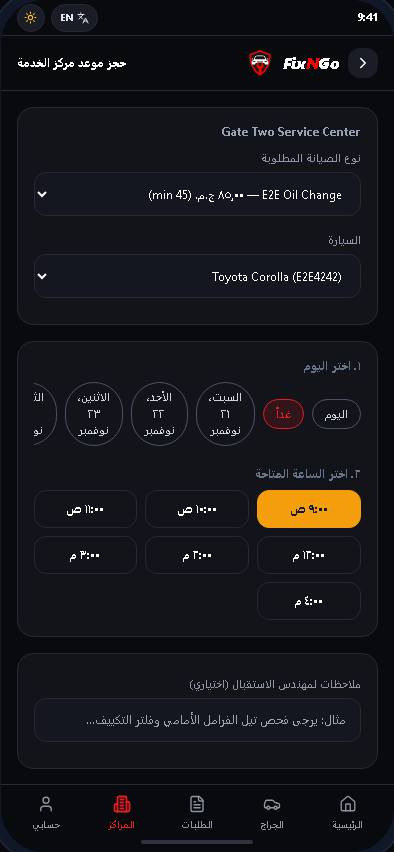 9:41
EN
FixNGo
حجز موعد مركز الخدمة
Gate Two Service Center
نوع الصيانة المطلوبة
E2E Oil Change — ٨٥٫٠٠ ج.م. (45 min)
السيارة
Toyota Corolla (E2E4242)
١. اختر اليوم
اليوم
غداً
السبت، ٢١ نوفمبر
الأحد، ٢٢ نوفمبر
الاثنين، ٢٣ نوفمبر
٢. اختر الساعة المتاحة
٩:٠٠ ص
١٠:٠٠ ص
١١:٠٠ ص
١٢:٠٠ م
٢:٠٠ م
٣:٠٠ م
٤:٠٠ م
ملاحظات لمهندس الاستقبال (اختياري)
مثال: يرجى فحص تيل الفرامل الأمامي وفلتر التكييف...
الرئيسية
الجراج
الطلبات
المراكز
حسابي